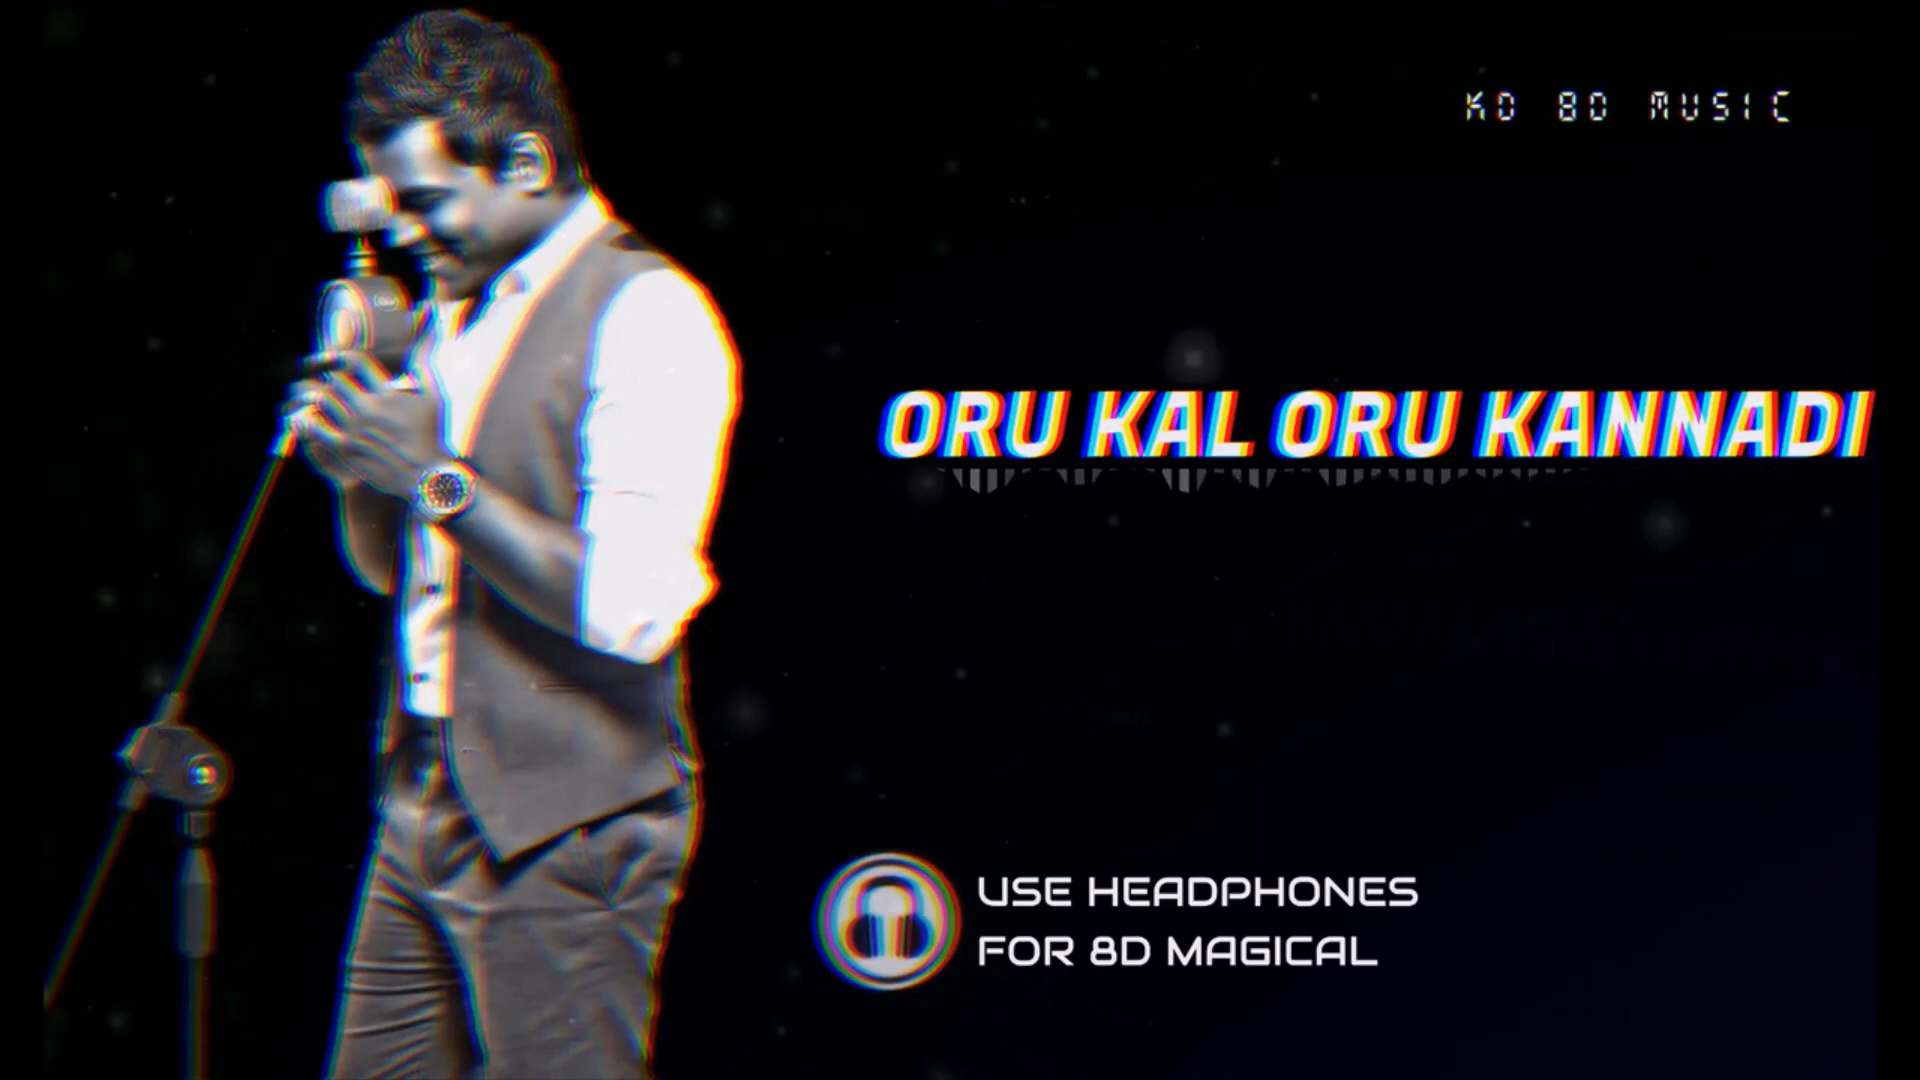 KD 8D MUSIC
ORU KAL ORU KANNADI
USE HEADPHONES
FOR 8D MAGICAL